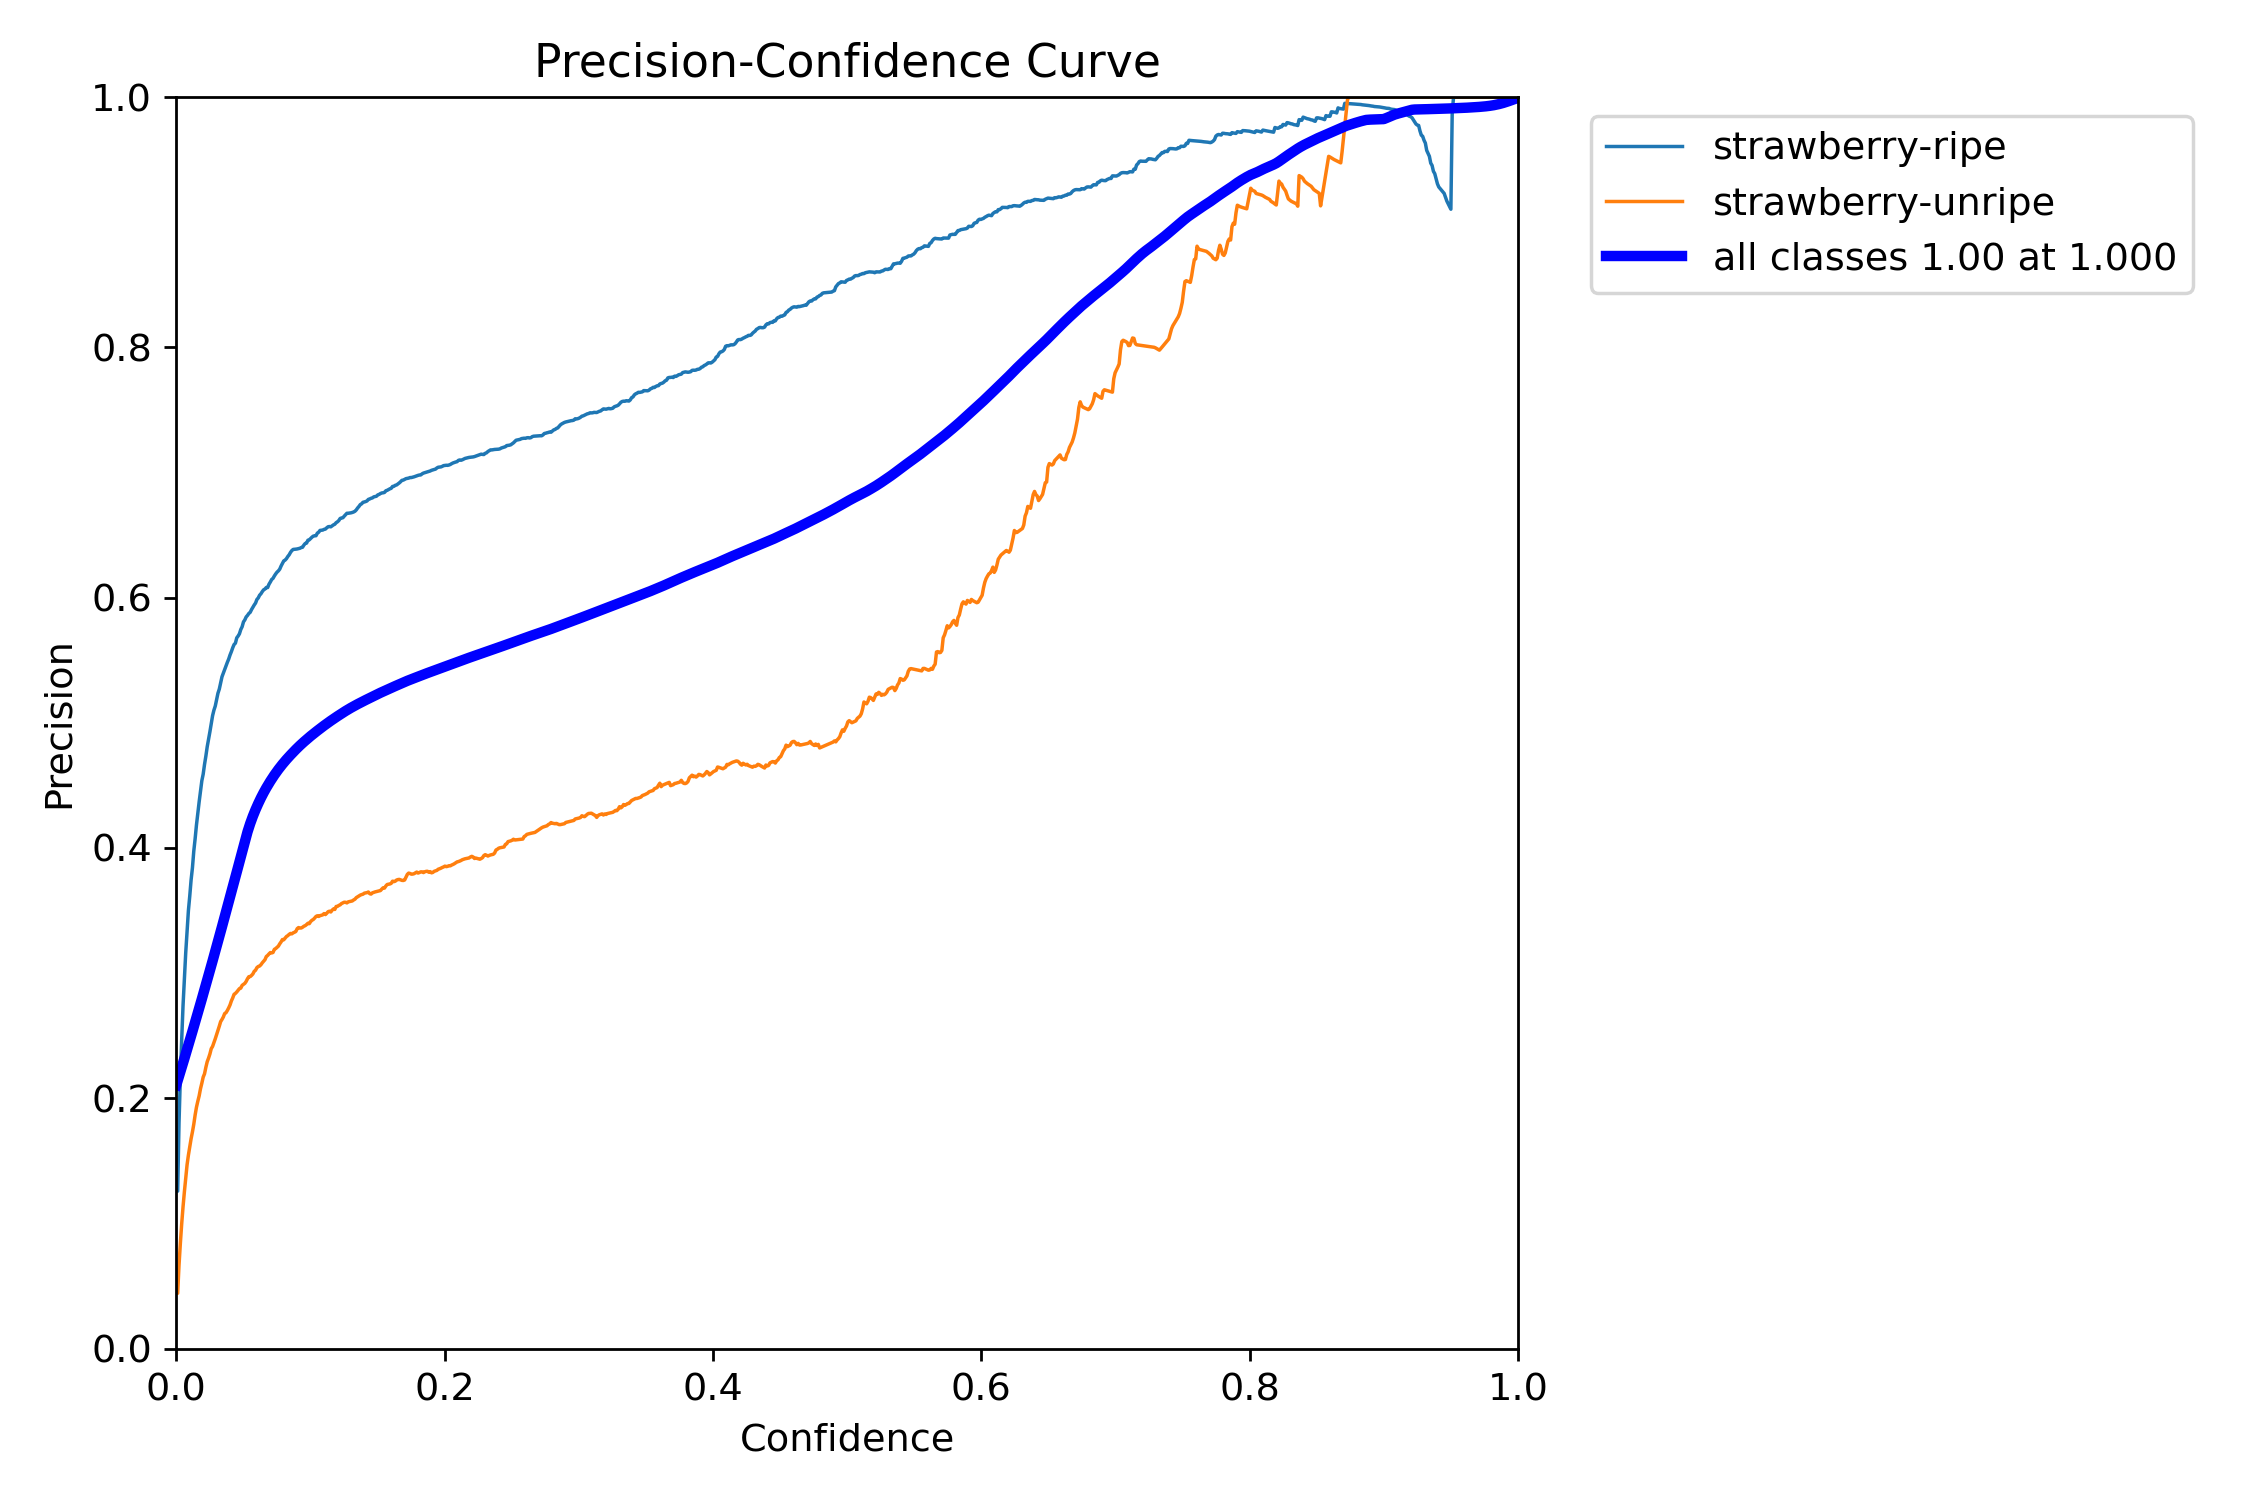 Precision-Confidence Curve
1.0
0.8
0.6
0.4
0.2
0.0
Precision
0.0 0.2 0.4 0.6 0.8 1.0
Confidence
strawberry-ripe
strawberry-unripe
all classes 1.00 at 1.000